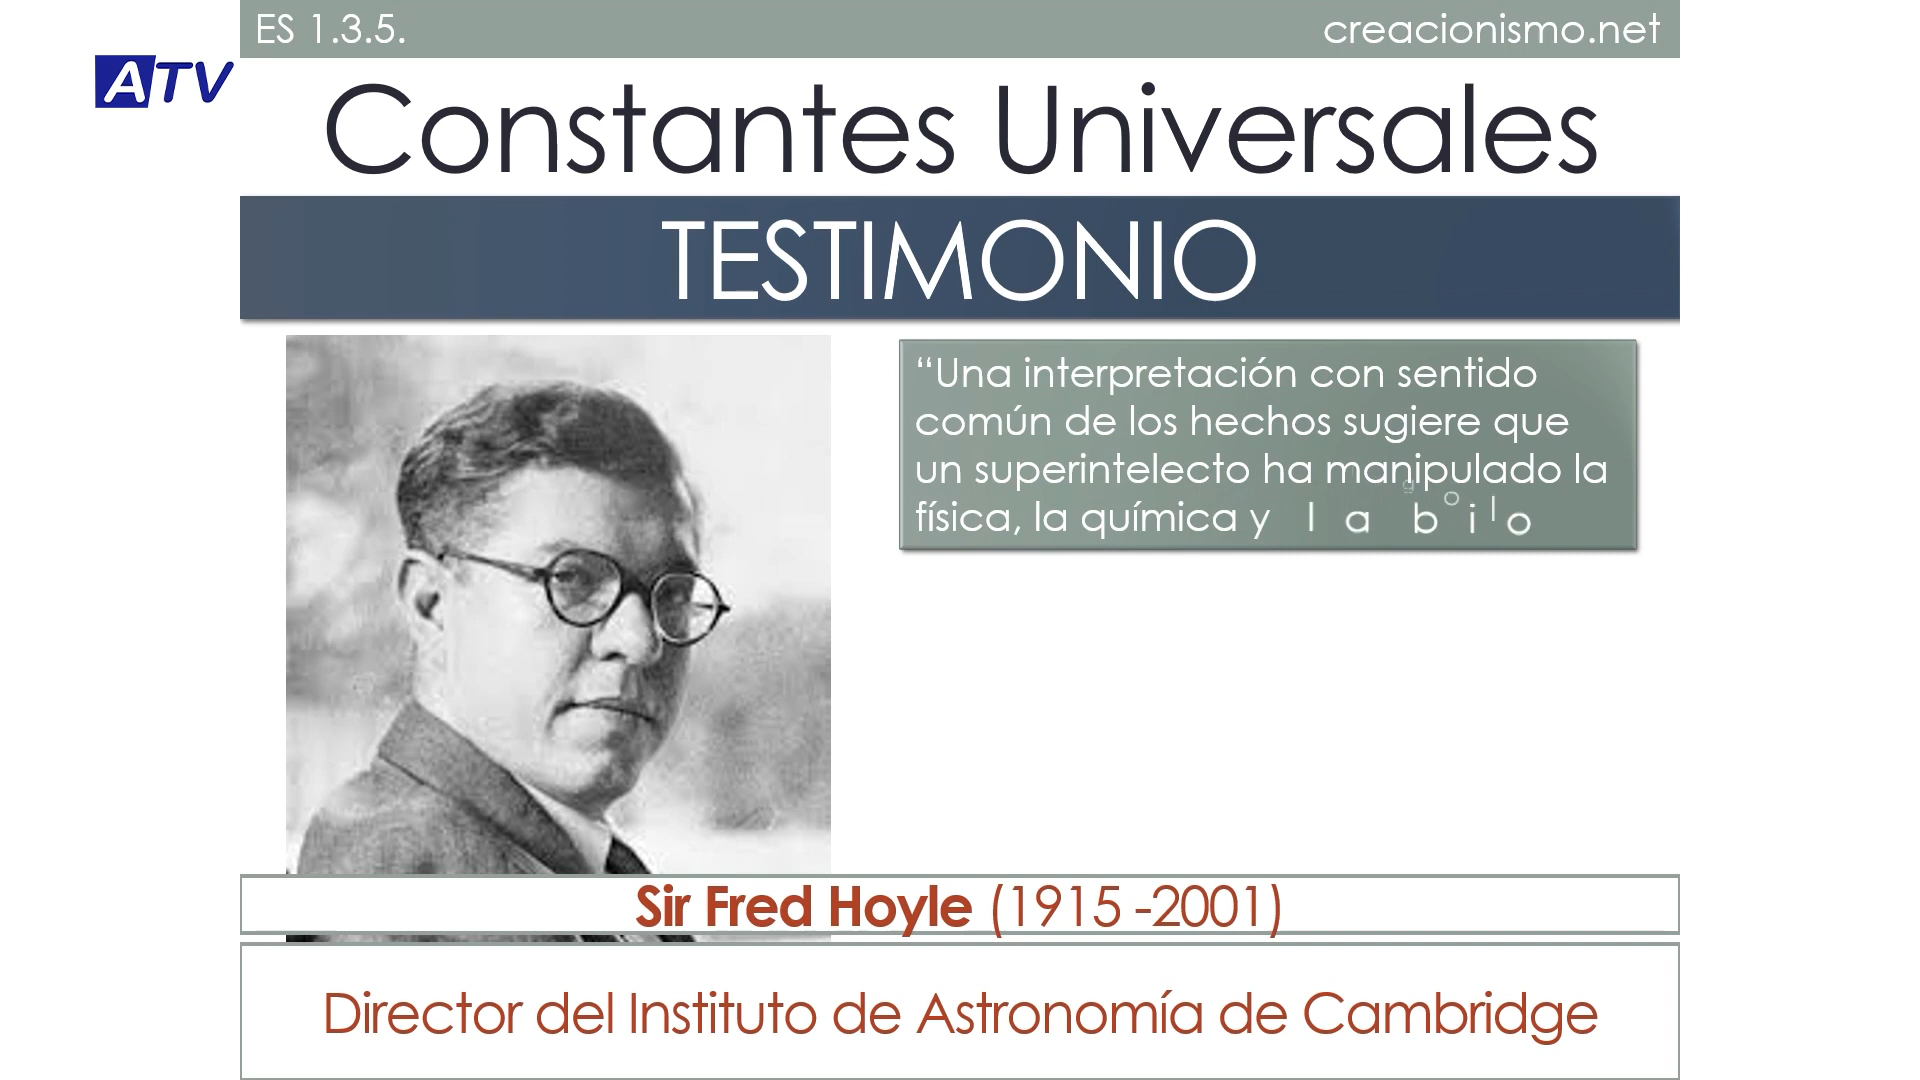 ES 1.3.5.
creacionismo.net
ATV
Constantes Universales
TESTIMONIO
“Una interpretación con sentido
común de los hechos sugiere que
un superintelecto ha manipulado la
física, la química y la biolo
Sir Fred Hoyle (1915 -2001)
Director del Instituto de Astronomía de Cambridge